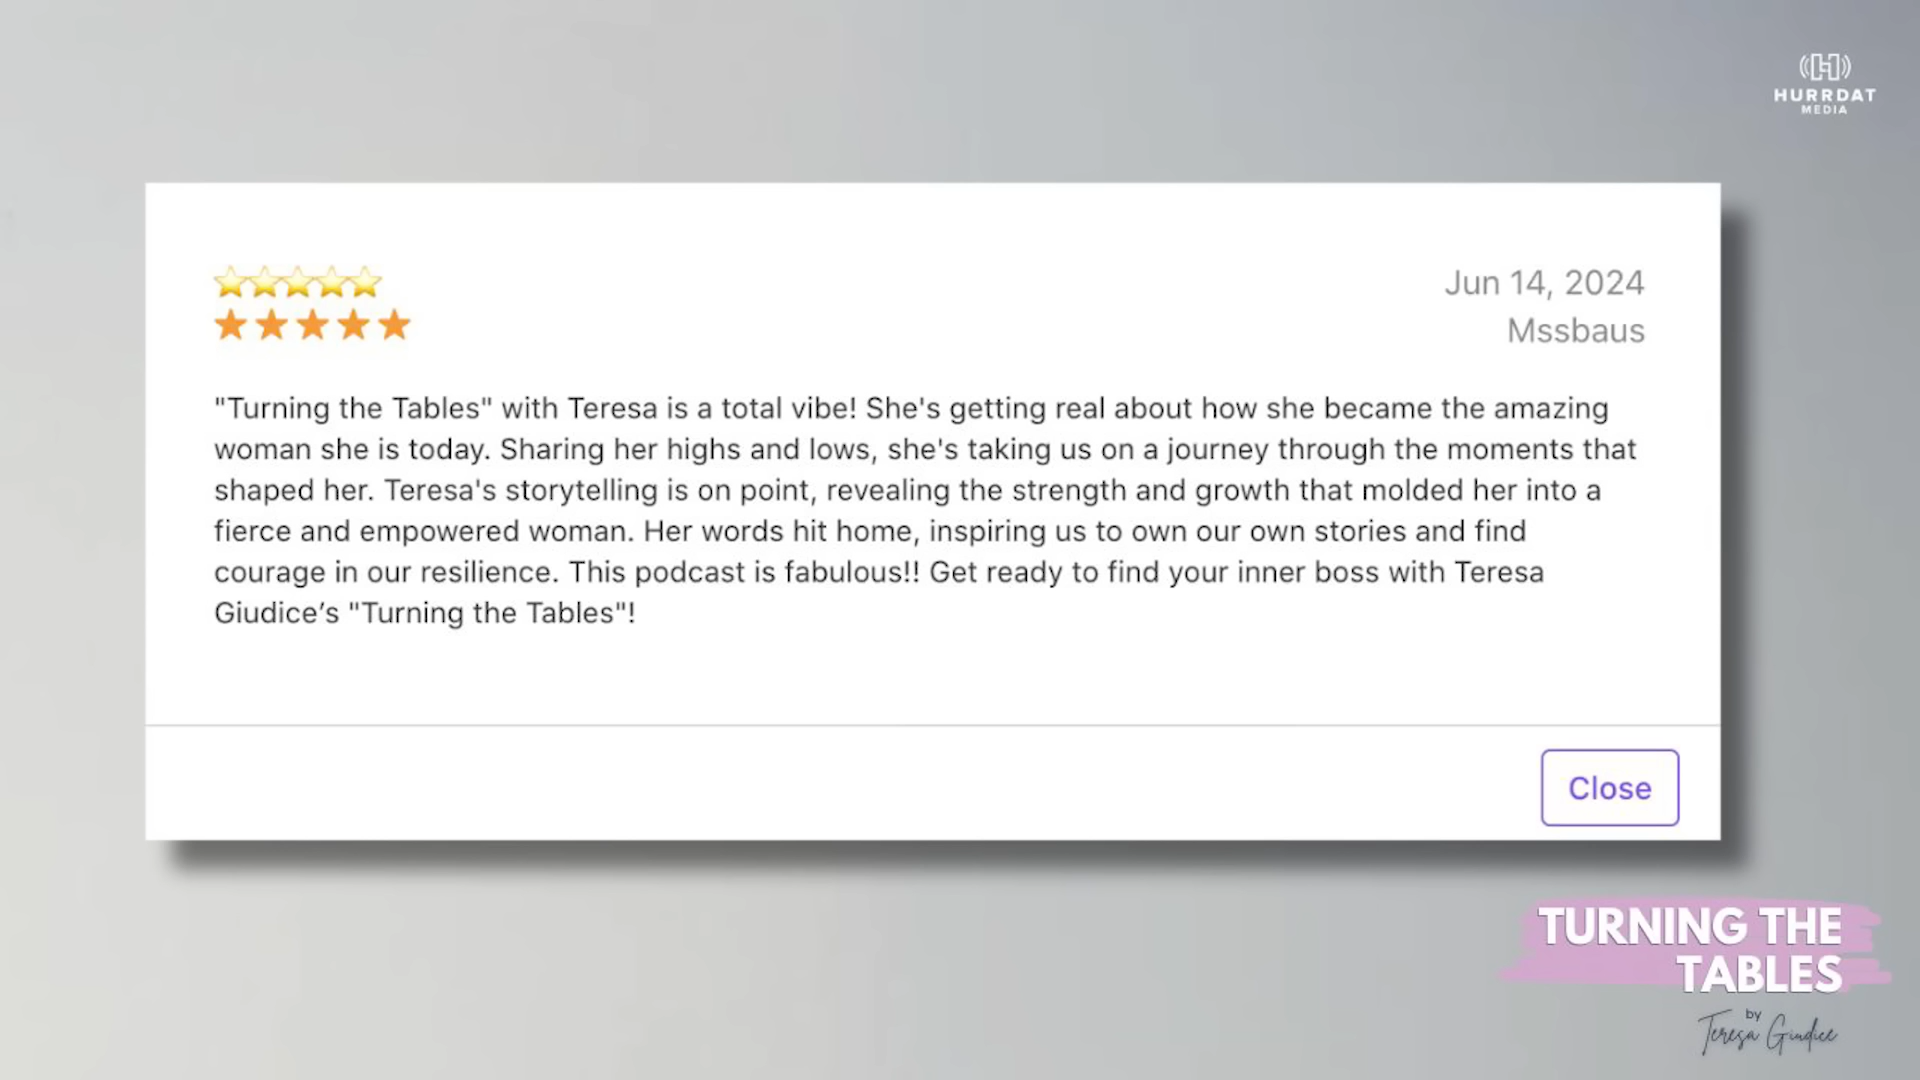 HURRDAT
MEDIA
⭐⭐⭐⭐⭐
★★★★★
Jun 14, 2024
Mssbaus
"Turning the Tables" with Teresa is a total vibe! She's getting real about how she became the amazing
woman she is today. Sharing her highs and lows, she's taking us on a journey through the moments that
shaped her. Teresa's storytelling is on point, revealing the strength and growth that molded her into a
fierce and empowered woman. Her words hit home, inspiring us to own our own stories and find
courage in our resilience. This podcast is fabulous!! Get ready to find your inner boss with Teresa
Giudice’s "Turning the Tables"!
Close
TURNING THE
TABLES
by
Teresa Giudice